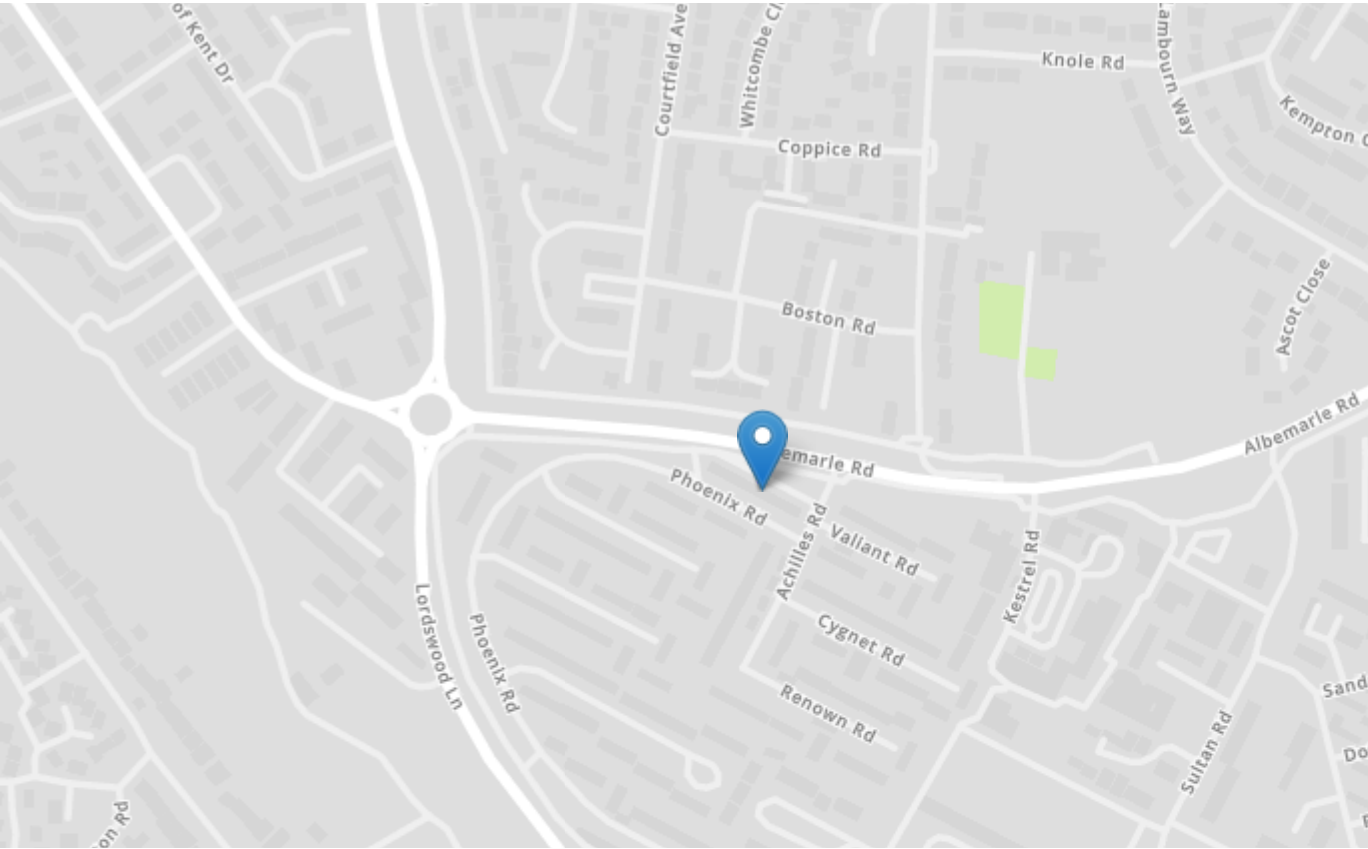 of Kent Dr
Courtfield Ave
Whitcombe Cl
Knole Rd
Lambourn Way
Kempton C
Coppice Rd
Boston Rd
Ascot Close
Albemarle Rd
emarle Rd
Phoenix Rd
Achilles Rd
Valiant Rd
Kestrel Rd
Lordswood Ln
Phoenix Rd
Cygnet Rd
Renown Rd
Sultan Rd
Sand
Do
on Rd